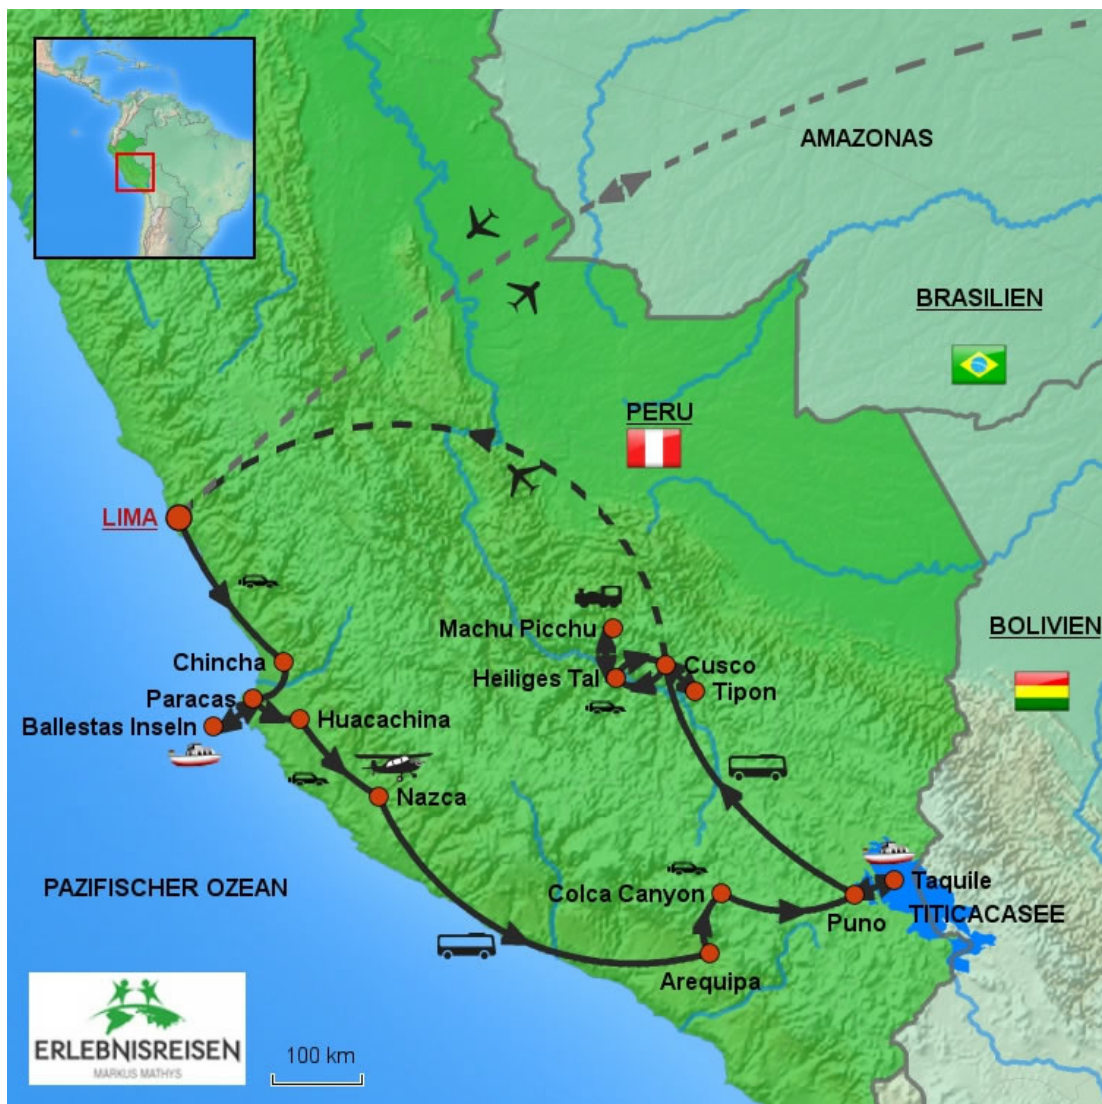 AMAZONAS
BRASILIEN
PERU
LIMA
Machu Picchu
BOLIVIEN
Chincha
Cusco
Heiliges Tal
Tipon
Paracas
Huacachina
Ballestas Inseln
Nazca
PAZIFISCHER OZEAN
Colca Canyon
Taquile
Puno
TITICACASEE
Arequipa
ERLEBNISREISEN
MARKUS MATHYS
100 km